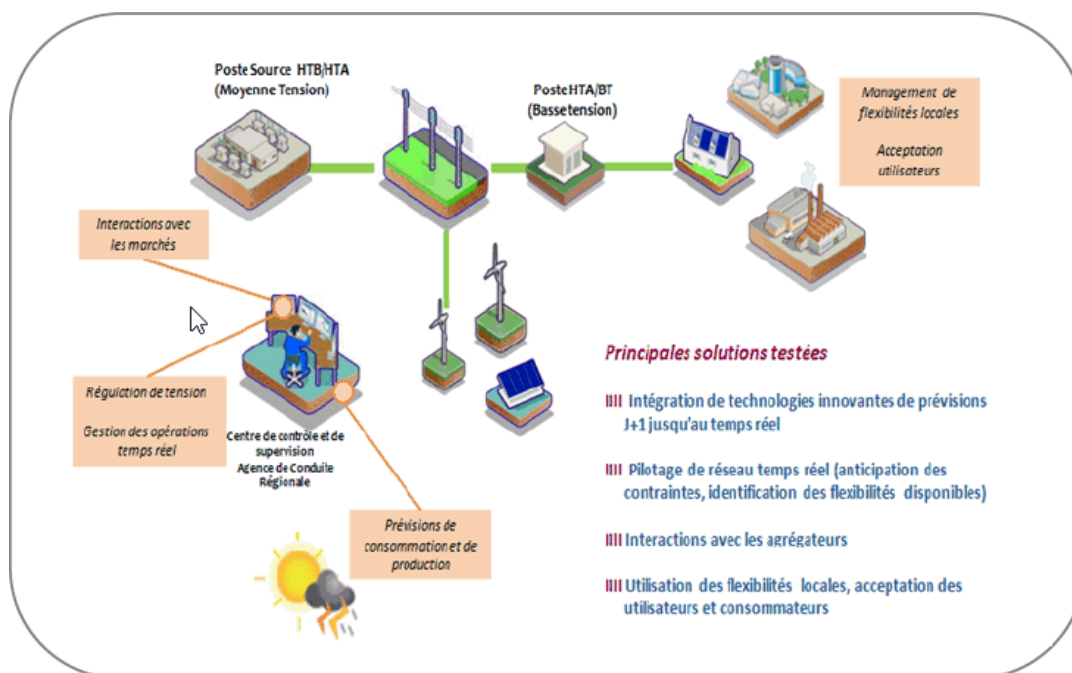 Poste Source HTB/HTA
(Moyenne Tension)
Poste HTA/BT
(Basse tension)
Management de
flexibilités locales
Acceptation
utilisateurs
Interactions avec
les marchés
Régulation de tension
Gestion des opérations
temps réel
Centre de contrôle et de
supervision
Agence de Conduite
Régionale
Prévisions de
consommation et de
production
Principales solutions testées
Intégration de technologies innovantes de prévisions
J+1 jusqu'au temps réel
Pilotage de réseau temps réel (anticipation des
contraintes, identification des flexibilités disponibles)
Interactions avec les agrégateurs
Utilisation des flexibilités locales, acceptation des
utilisateurs et consommateurs